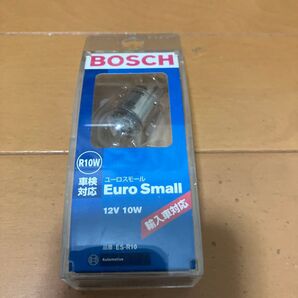 BOSCH
R10W
車検
対応
ユーロスモール
Euro Small
12V 10W
輸入車対応
品番 ES-R10
Automotive